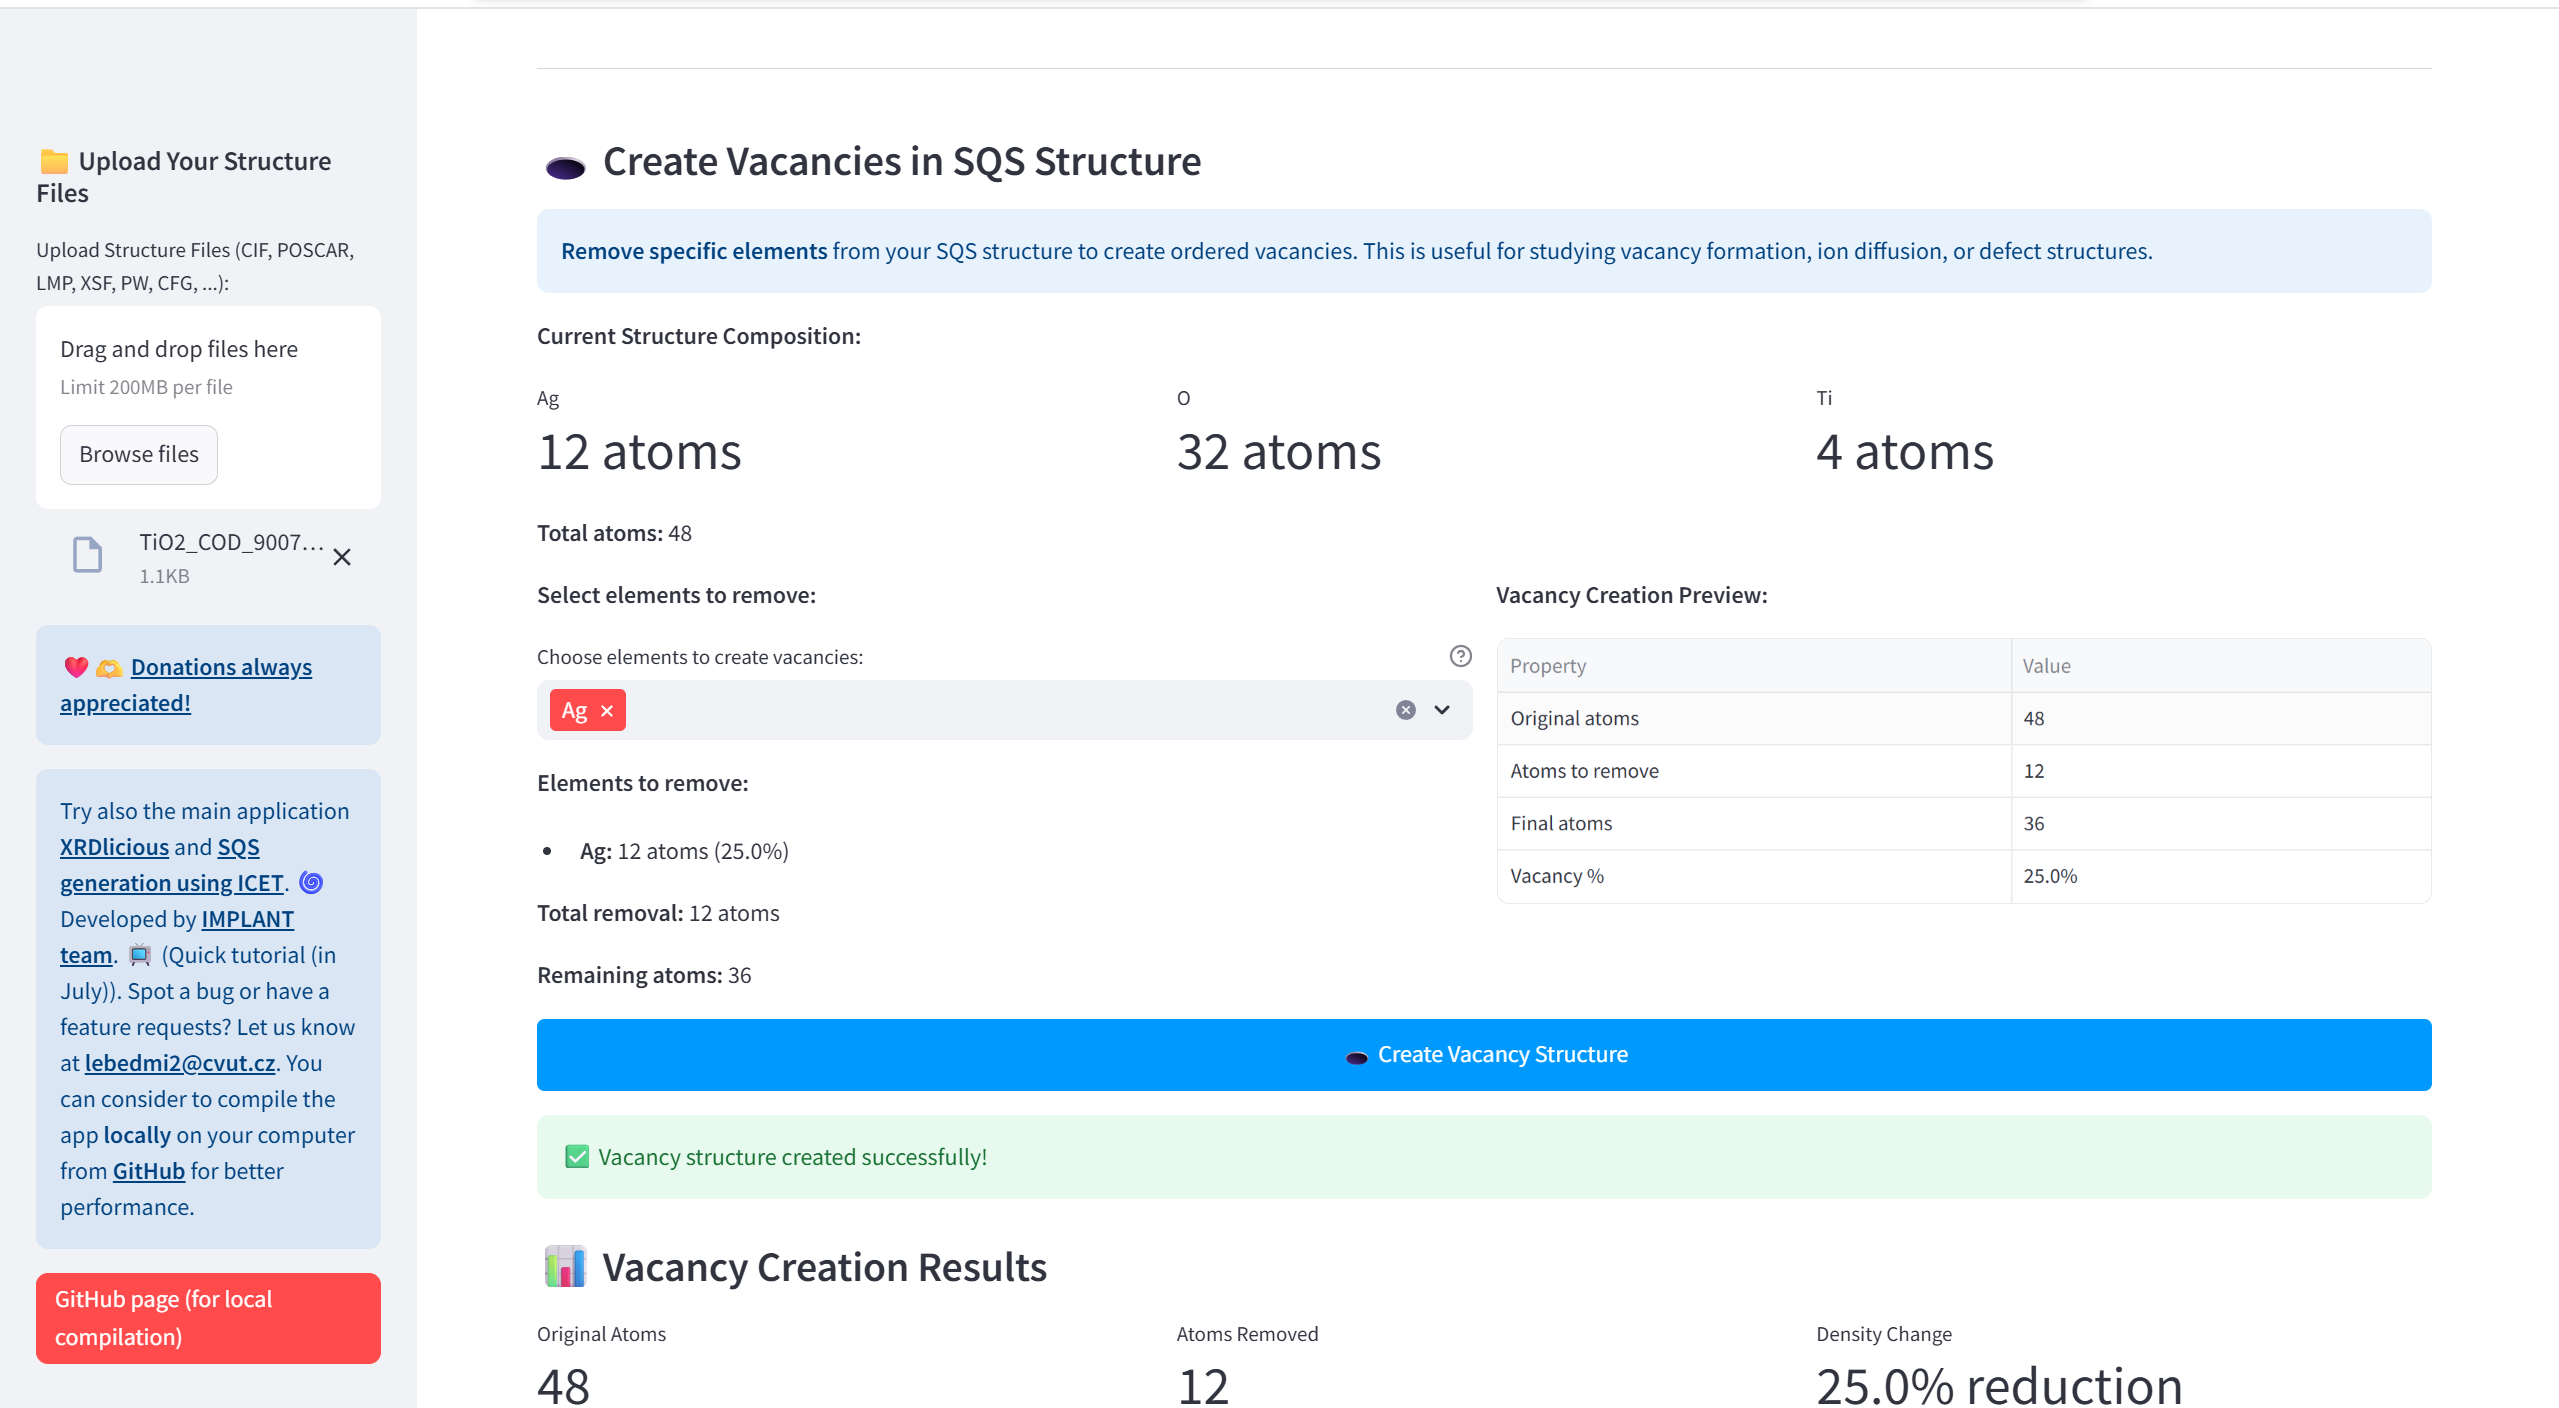 Upload Your Structure
Files
Upload Structure Files (CIF, POSCAR,
LMP, XSF, PW, CFG, ...):
Drag and drop files here
Limit 200MB per file
Browse files
TiO2_COD_9007...
1.1KB
Donations always
appreciated!
Try also the main application
XRDlicious and SQS
generation using ICET.
Developed by IMPLANT
team. (Quick tutorial (in
July)). Spot a bug or have a
feature requests? Let us know
at lebedmi2@cvut.cz. You
can consider to compile the
app locally on your computer
from GitHub for better
performance.
GitHub page (for local
compilation)
Create Vacancies in SQS Structure
Remove specific elements from your SQS structure to create ordered vacancies. This is useful for studying vacancy formation, ion diffusion, or defect structures.
Current Structure Composition:
Ag O Ti
12 atoms 32 atoms 4 atoms
Total atoms: 48
Select elements to remove:
Choose elements to create vacancies:
Ag
Elements to remove:
• Ag: 12 atoms (25.0%)
Total removal: 12 atoms
Remaining atoms: 36
Vacancy Creation Preview:
Property Value
Original atoms 48
Atoms to remove 12
Final atoms 36
Vacancy % 25.0%
Create Vacancy Structure
Vacancy structure created successfully!
Vacancy Creation Results
Original Atoms Atoms Removed Density Change
48 12 25.0% reduction